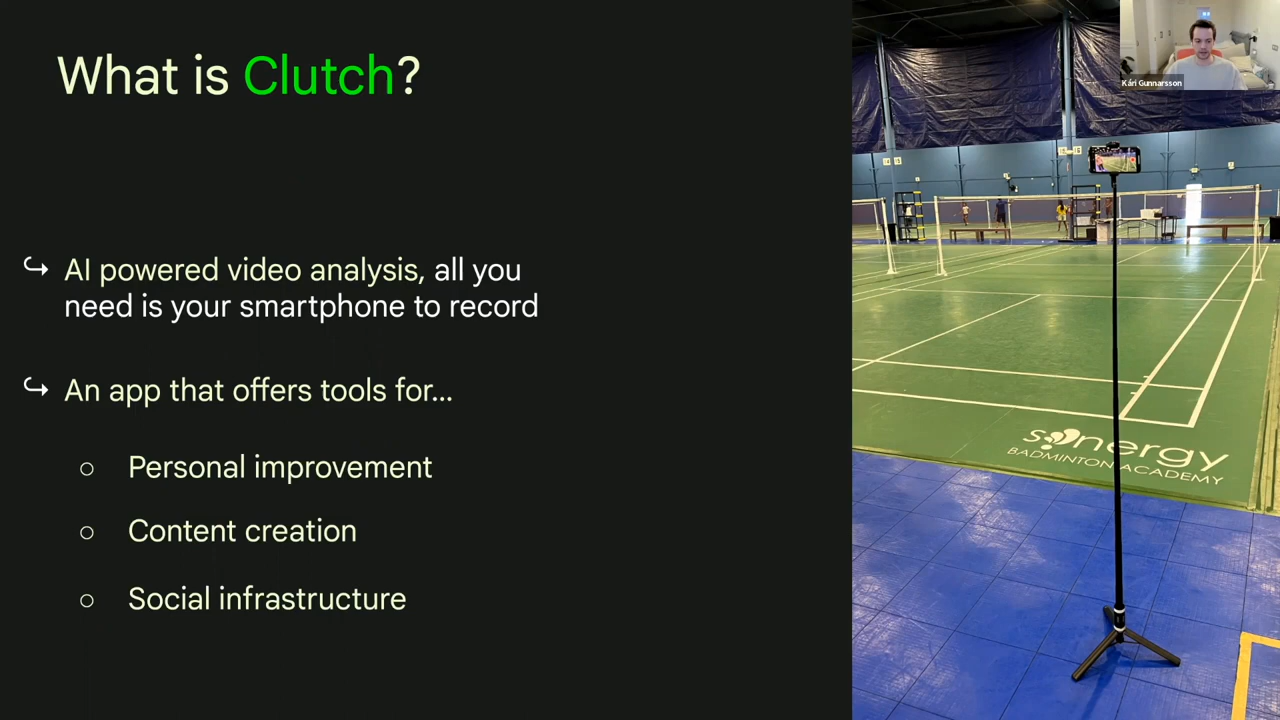 What is Clutch?
Kári Gunnarsson
↪ AI powered video analysis, all you
need is your smartphone to record
↪ An app that offers tools for...
○ Personal improvement
○ Content creation
○ Social infrastructure
synergy
BADMINTON ACADEMY